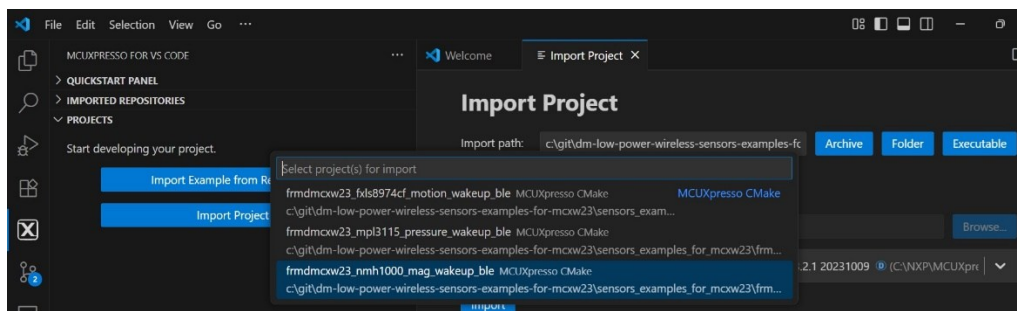 File Edit Selection View Go ···
MCUXPRESSO FOR VS CODE ···
Welcome
Import Project
QUICKSTART PANEL
IMPORTED REPOSITORIES
PROJECTS
Start developing your project.
Import Example from Re
Import Project
Import Project
Import path: c:\git\dm-low-power-wireless-sensors-examples-fo Archive Folder Executable
Select project(s) for import
frmdmcxw23_fxls8974cf_motion_wakeup_ble MCUXpresso CMake MCUXpresso CMake
c:\git\dm-low-power-wireless-sensors-examples-for-mcxw23\sensors_exam...
frmdmcxw23_mpl3115_pressure_wakeup_ble MCUXpresso CMake
c:\git\dm-low-power-wireless-sensors-examples-for-mcxw23\sensors_examples_for_mcxw23\frm...
Browse...
frmdmcxw23_nmh1000_mag_wakeup_ble MCUXpresso CMake
c:\git\dm-low-power-wireless-sensors-examples-for-mcxw23\sensors_examples_for_mcxw23\frm...
.2.1 20231009 (C:\NXP\MCUXpre
Import
2